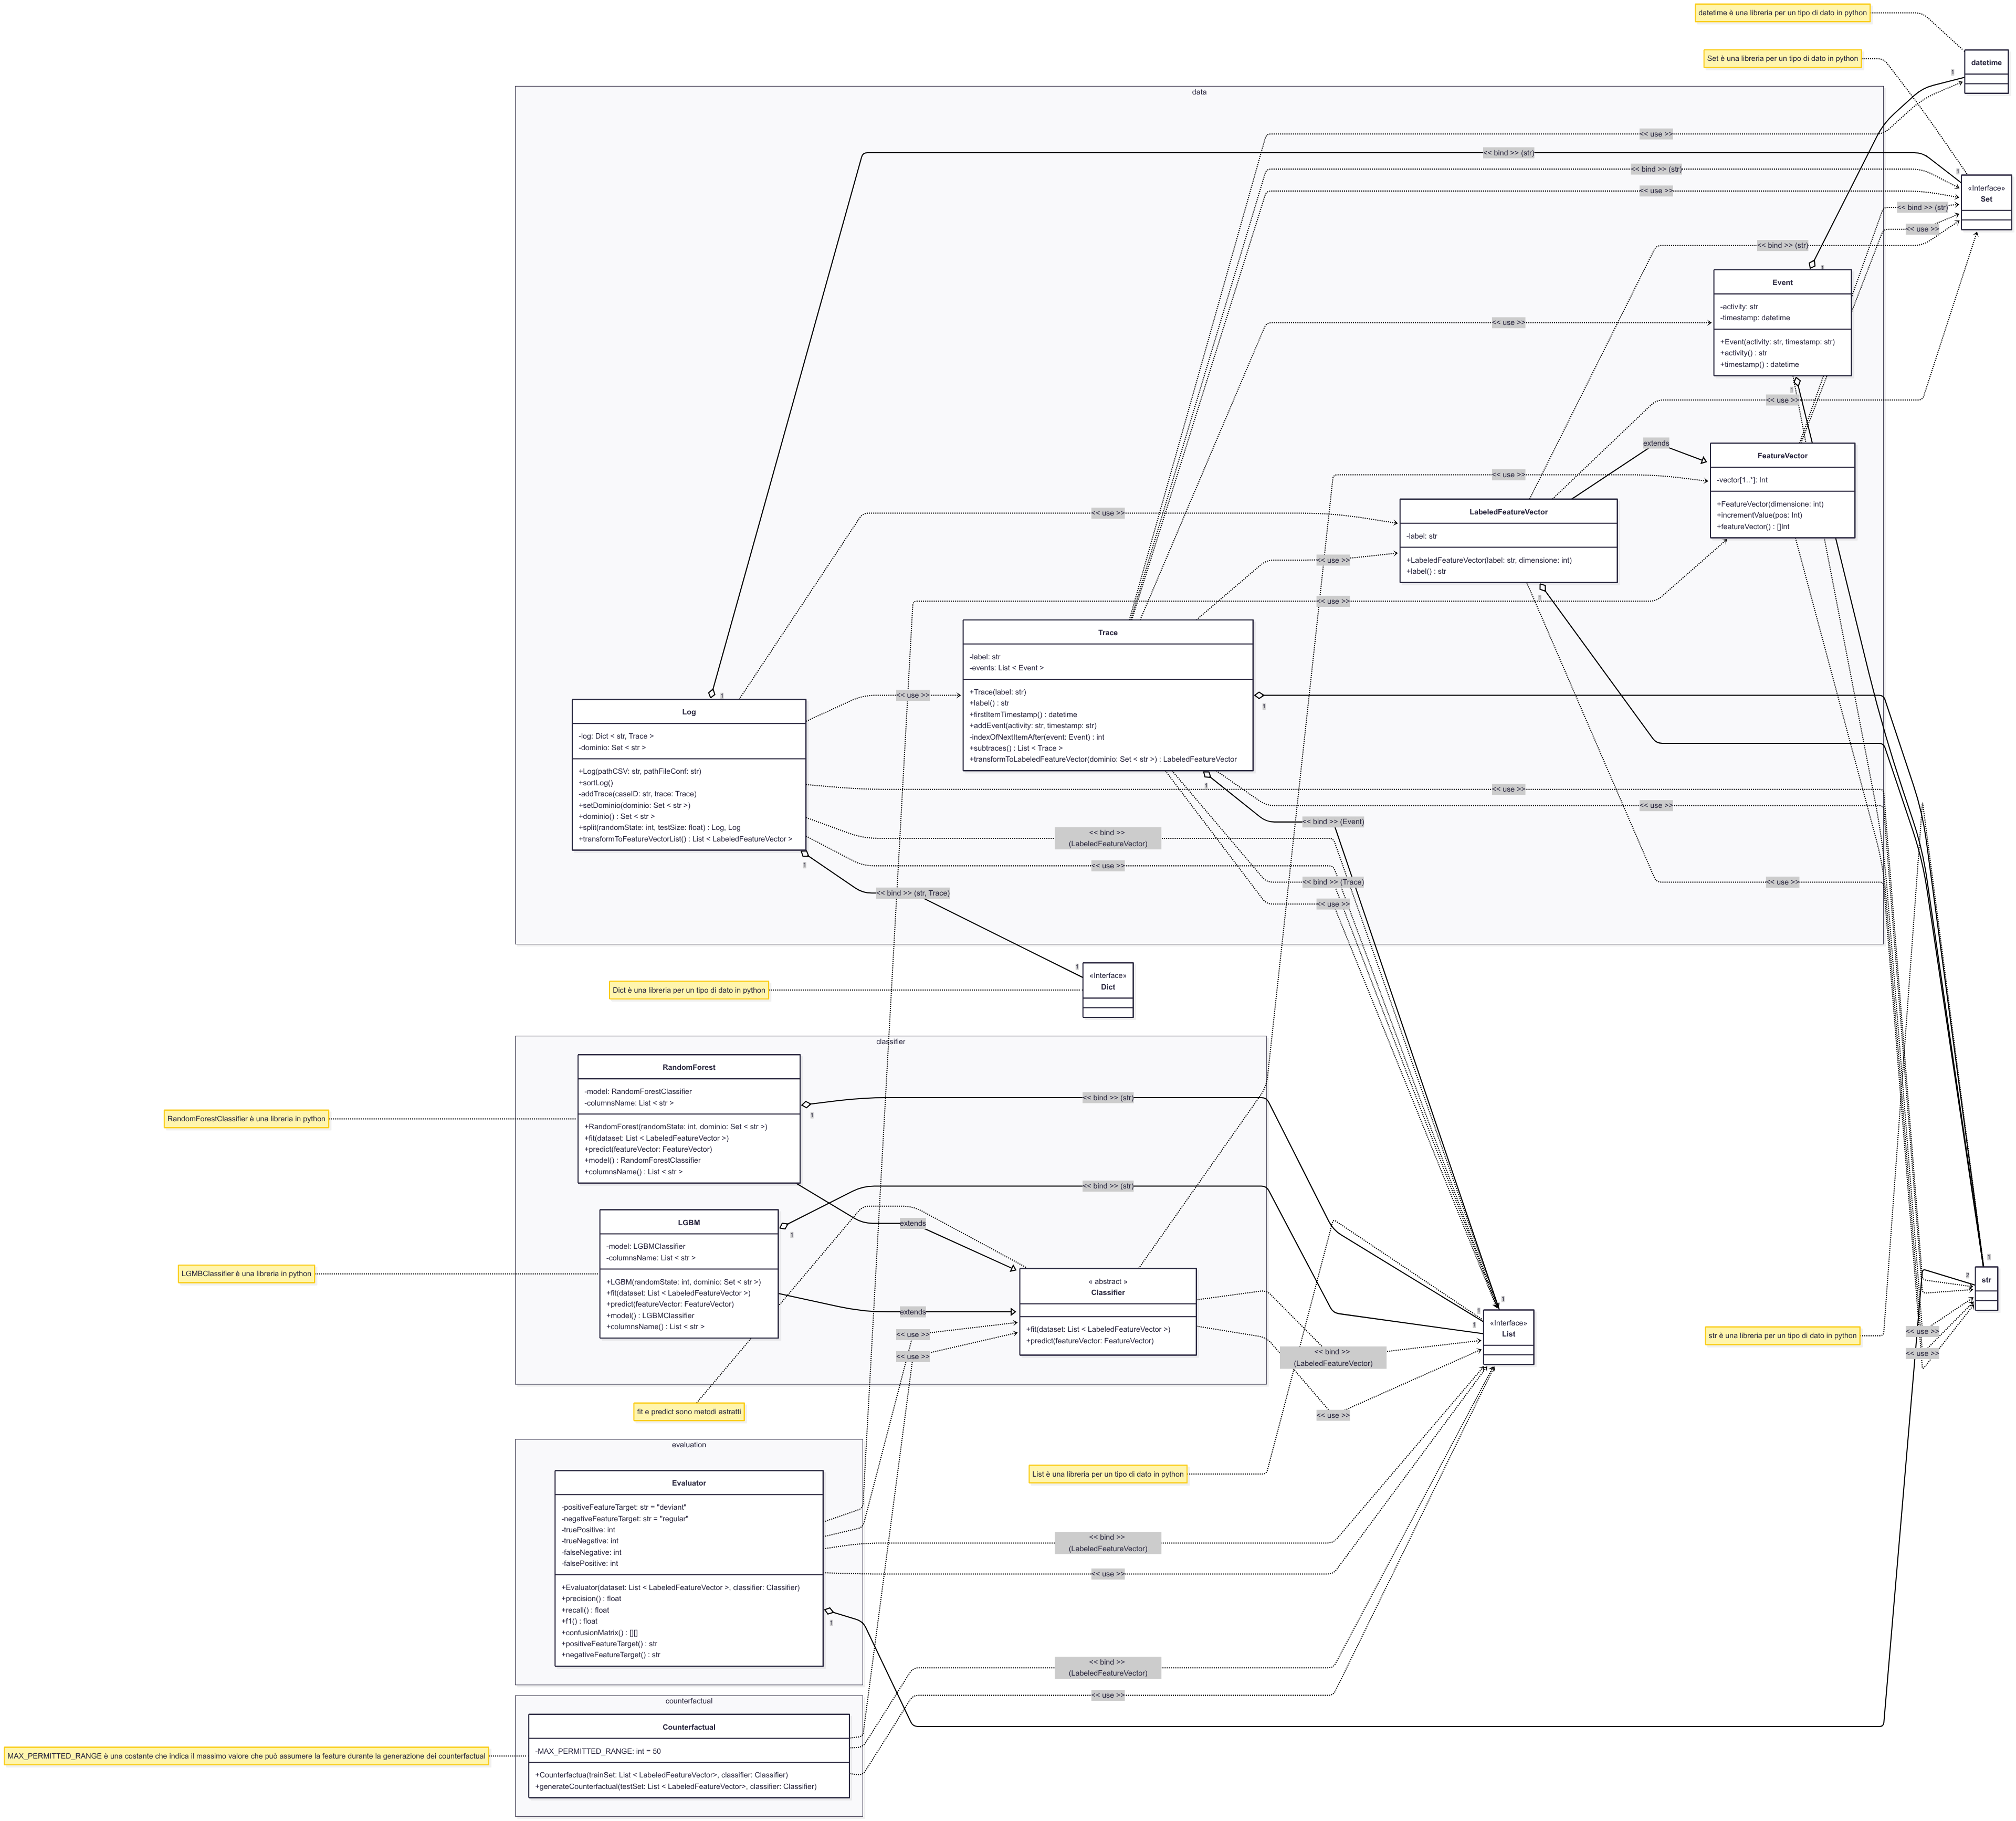 datetime è una libreria per un tipo di dato in python
Set è una libreria per un tipo di dato in python
datetime
1
data
<< use >>
<< bind >> (str)
<< bind >> (str)
1
<< use >>
«Interface»
Set
<< bind >> (str)
<< use >>
<< bind >> (str)
1
Event
-activity: str
-timestamp: datetime
+Event(activity: str, timestamp: str)
+activity() : str
+timestamp() : datetime
<< use >>
1
<< use >>
extends
FeatureVector
-vector[1..*]: Int
+FeatureVector(dimensione: int)
+incrementValue(pos: Int)
+featureVector() : []Int
<< use >>
LabeledFeatureVector
-label: str
+LabeledFeatureVector(label: str, dimensione: int)
+label() : str
1
<< use >>
<< use >>
<< use >>
Trace
-label: str
-events: List < Event >
+Trace(label: str)
+label() : str
+firstItemTimestamp() : datetime
+addEvent(activity: str, timestamp: str)
-indexOfNextItemAfter(event: Event) : int
+subtraces() : List < Trace >
+transformToLabeledFeatureVector(dominio: Set < str >) : LabeledFeatureVector
1
1
<< use >>
1
Log
-log: Dict < str, Trace >
-dominio: Set < str >
+Log(pathCSV: str, pathFileConf: str)
+sortLog()
-addTrace(caseID: str, trace: Trace)
+setDominio(dominio: Set < str >)
+dominio() : Set < str >
+split(randomState: int, testSize: float) : Log, Log
+transformToFeatureVectorList() : List < LabeledFeatureVector >
1
<< use >>
<< use >>
<< bind >> (Event)
<< bind >>
(LabeledFeatureVector)
<< use >>
<< bind >> (Trace)
<< use >>
<< bind >> (str, Trace)
<< use >>
1
«Interface»
Dict
Dict è una libreria per un tipo di dato in python
classifier
RandomForest
-model: RandomForestClassifier
-columnsName: List < str >
+RandomForest(randomState: int, dominio: Set < str >)
+fit(dataset: List < LabeledFeatureVector >)
+predict(featureVector: FeatureVector)
+model() : RandomForestClassifier
+columnsName() : List < str >
1
<< bind >> (str)
RandomForestClassifier è una libreria in python
<< bind >> (str)
LGBM
-model: LGBMClassifier
-columnsName: List < str >
+LGBM(randomState: int, dominio: Set < str >)
+fit(dataset: List < LabeledFeatureVector >)
+predict(featureVector: FeatureVector)
+model() : LGBMClassifier
+columnsName() : List < str >
1
extends
LGMBClassifier è una libreria in python
extends
<< use >>
<< use >>
« abstract »
Classifier
+fit(dataset: List < LabeledFeatureVector >)
+predict(featureVector: FeatureVector)
<< bind >>
(LabeledFeatureVector)
<< use >>
1
1
1
«Interface»
List
1
2
str
<< use >>
<< use >>
str è una libreria per un tipo di dato in python
fit e predict sono metodi astratti
List è una libreria per un tipo di dato in python
evaluation
Evaluator
-positiveFeatureTarget: str = "deviant"
-negativeFeatureTarget: str = "regular"
-truePositive: int
-trueNegative: int
-falseNegative: int
-falsePositive: int
+Evaluator(dataset: List < LabeledFeatureVector >, classifier: Classifier)
+precision() : float
+recall() : float
+f1() : float
+confusionMatrix() : [][]
+positiveFeatureTarget() : str
+negativeFeatureTarget() : str
1
<< bind >>
(LabeledFeatureVector)
<< use >>
<< bind >>
(LabeledFeatureVector)
<< use >>
counterfactual
Counterfactual
-MAX_PERMITTED_RANGE: int = 50
+Counterfactua(trainSet: List < LabeledFeatureVector>, classifier: Classifier)
+generateCounterfactual(testSet: List < LabeledFeatureVector>, classifier: Classifier)
MAX_PERMITTED_RANGE è una costante che indica il massimo valore che può assumere la feature durante la generazione dei counterfactual